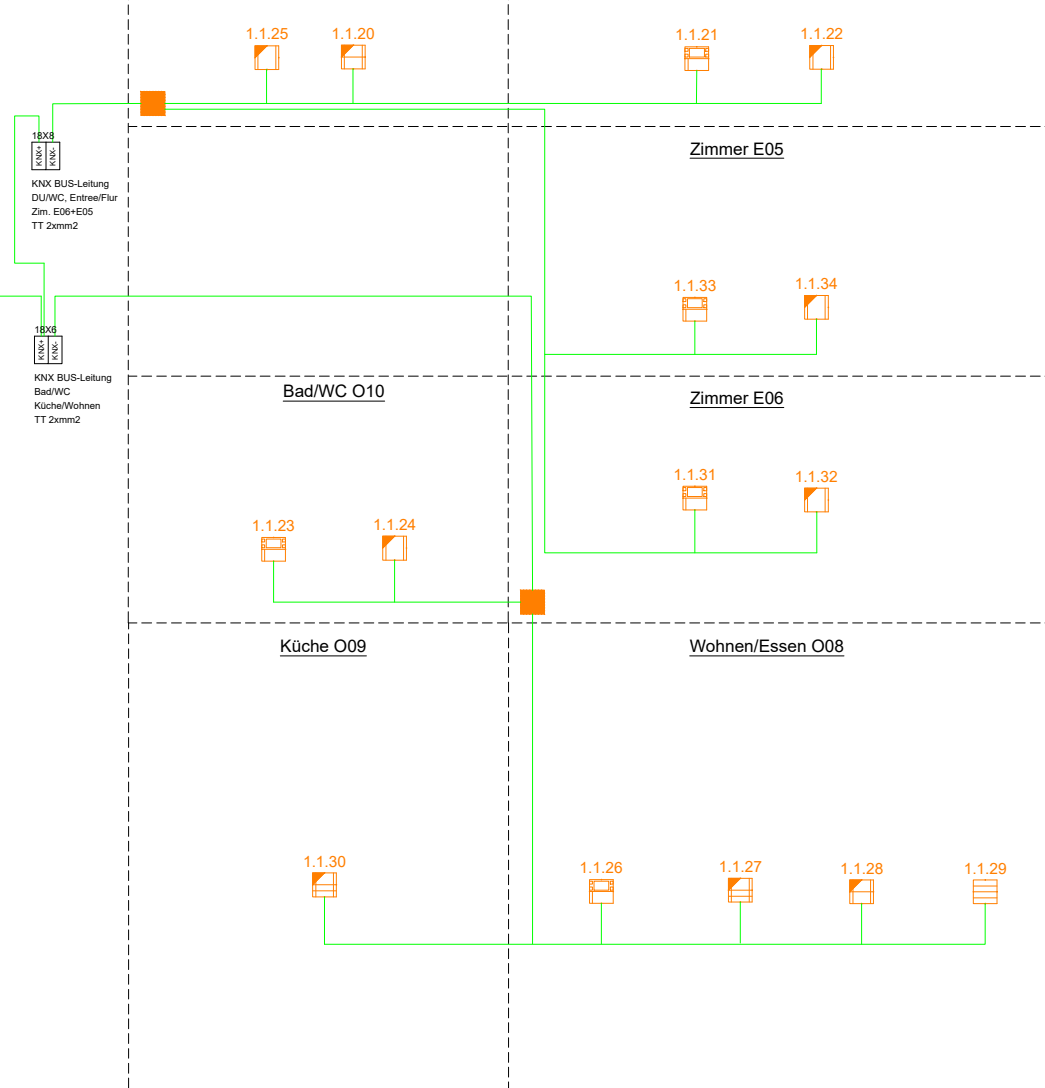 1.1.25
1.1.20
1.1.21
1.1.22
18X8
KNX+
KNX-
KNX BUS-Leitung
DU/WC, Entree/Flur
Zim. E06+E05
TT 2xmm2
Zimmer E05
1.1.33
1.1.34
18X6
KNX+
KNX-
KNX BUS-Leitung
Bad/WC
Küche/Wohnen
TT 2xmm2
Bad/WC O10
Zimmer E06
1.1.31
1.1.32
1.1.23
1.1.24
Küche O09
Wohnen/Essen O08
1.1.30
1.1.26
1.1.27
1.1.28
1.1.29